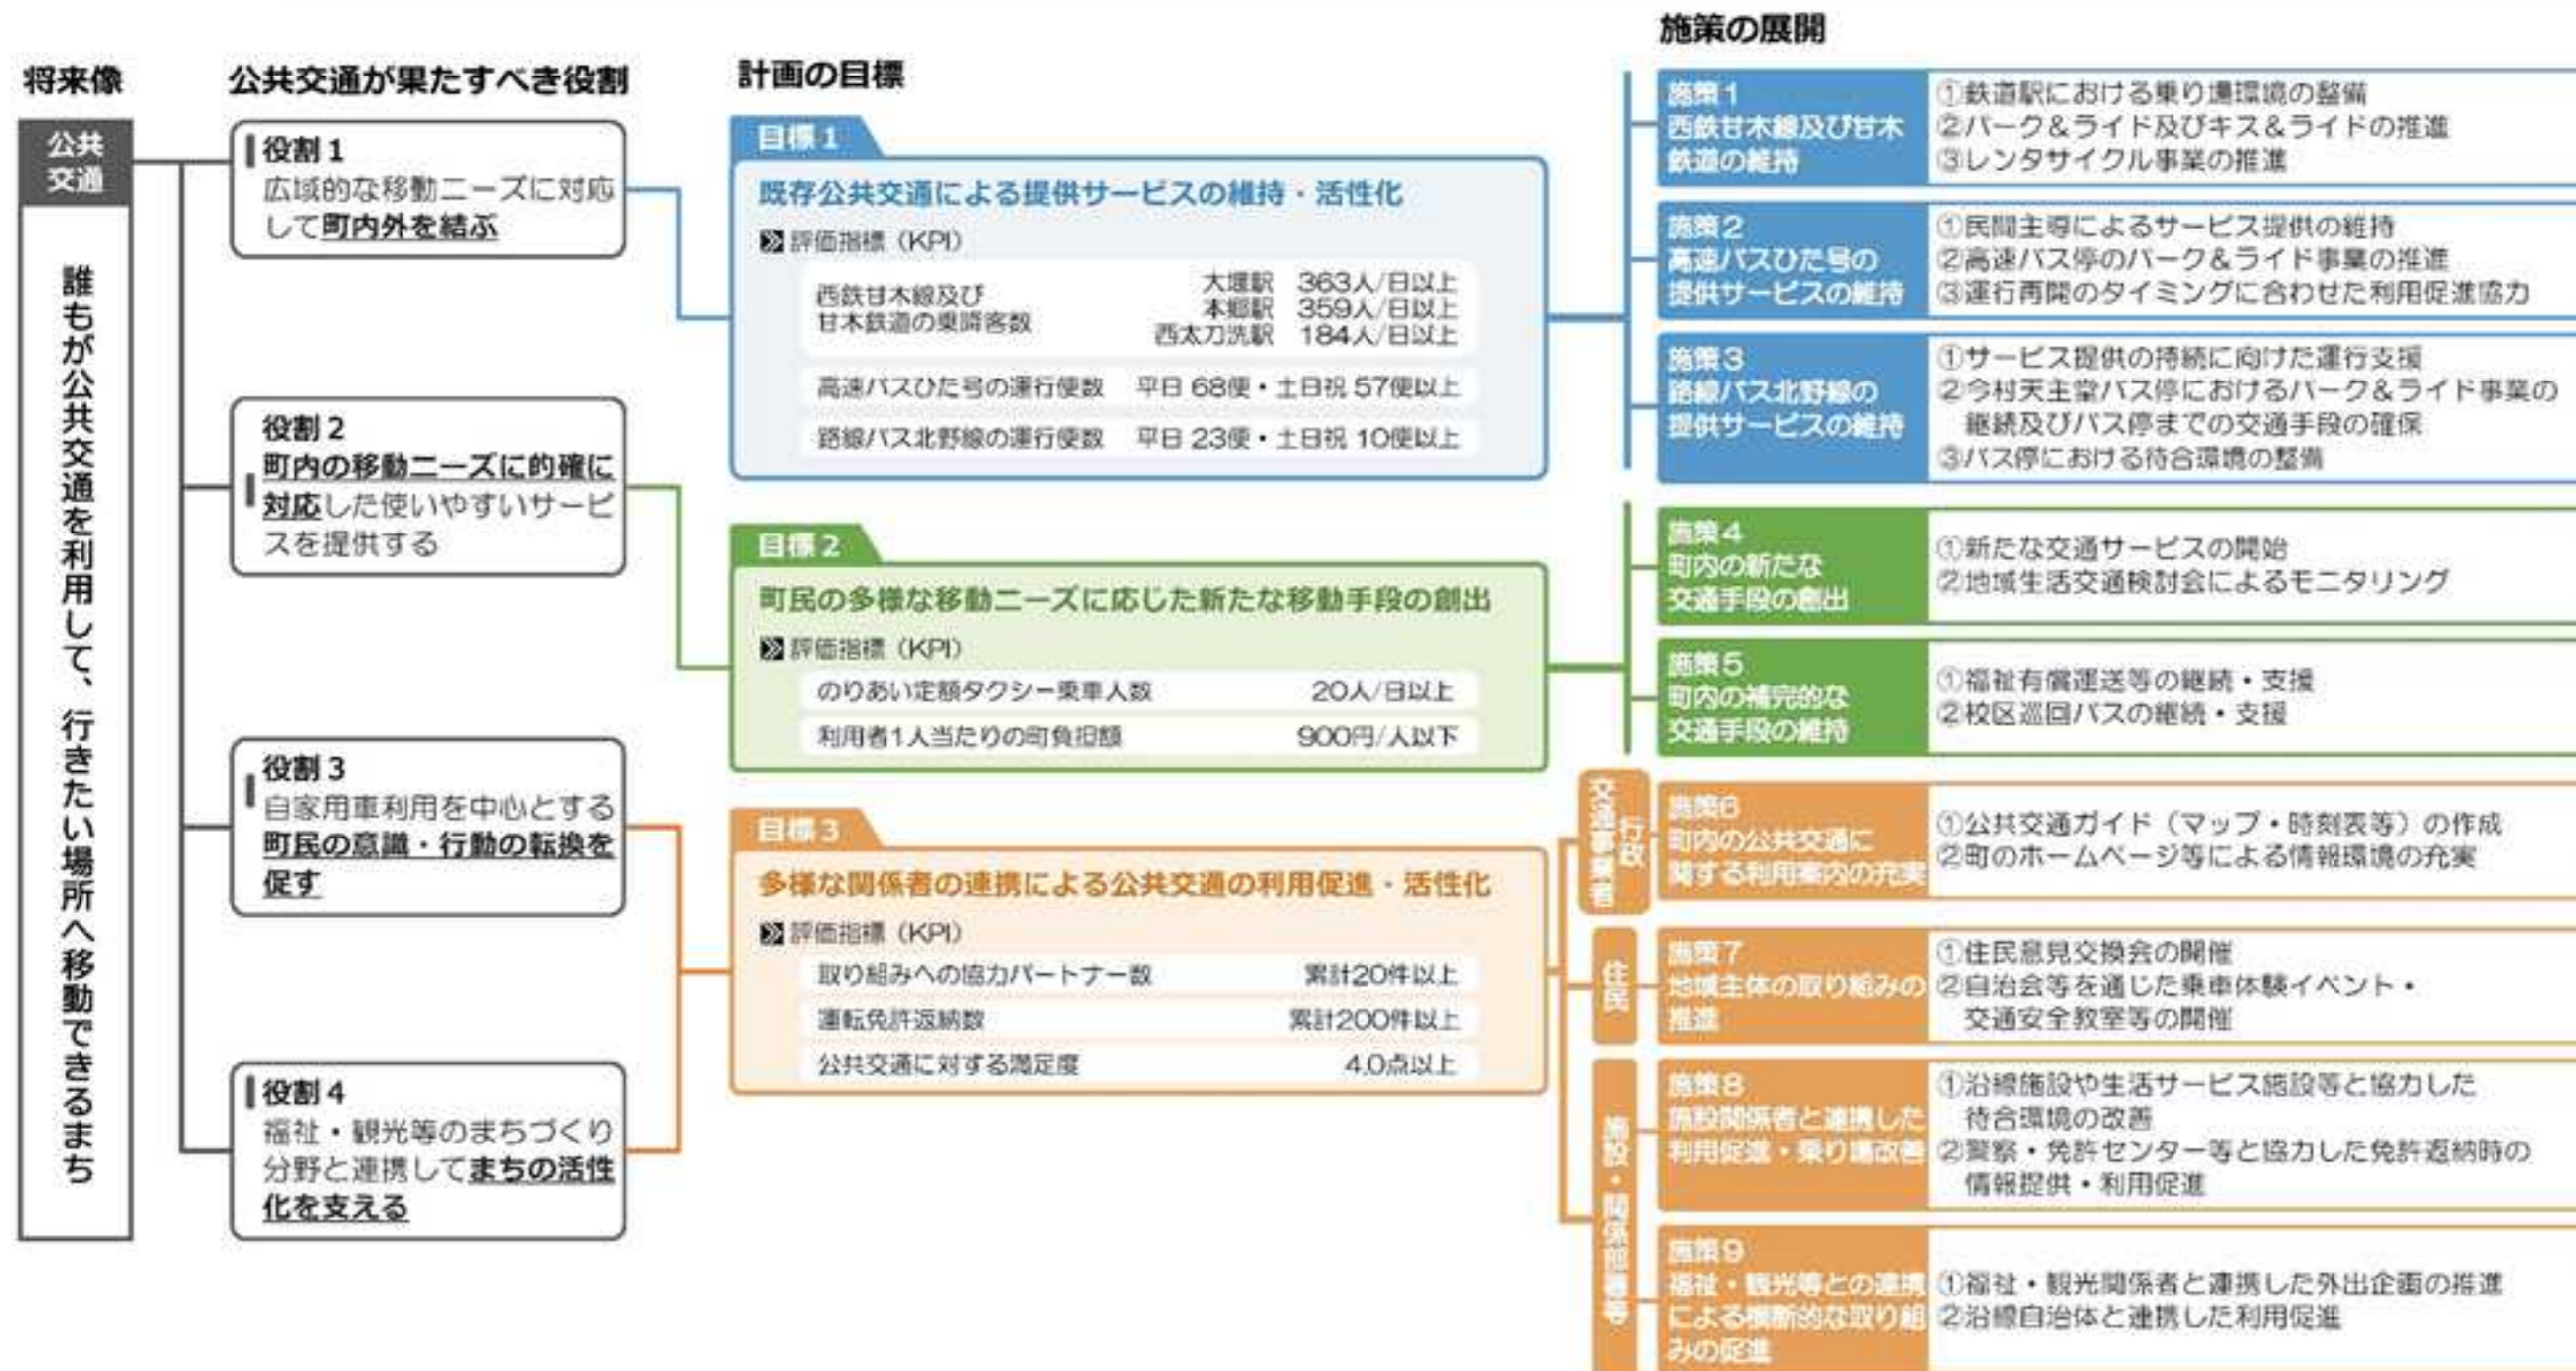 将来像
公共交通
誰もが公共交通を利用して、行きたい場所へ移動できるまち
公共交通が果たすべき役割
役割1
広域的な移動ニーズに対応
して町内外を結ぶ
役割2
町内の移動ニーズに的確に
対応した使いやすいサービ
スを提供する
役割3
自家用車利用を中心とする
町民の意識・行動の転換を
促す
役割4
福祉・観光等のまちづくり
分野と連携してまちの活性
化を支える
計画の目標
目標1
既存公共交通による提供サービスの維持・活性化
評価指標（KPI）
西鉄甘木線及び
甘木鉄道の乗降客数
大堰駅 363人/日以上
本郷駅 359人/日以上
西太刀洗駅 184人/日以上
高速バスひた号の運行便数 平日 68便・土日祝 57便以上
路線バス北野線の運行便数 平日 23便・土日祝 10便以上
目標2
町民の多様な移動ニーズに応じた新たな移動手段の創出
評価指標（KPI）
のりあい定額タクシー乗車人数 20人/日以上
利用者1人当たりの町負担額 900円/人以下
目標3
多様な関係者の連携による公共交通の利用促進・活性化
評価指標（KPI）
取り組みへの協力パートナー数 累計20件以上
運転免許返納数 累計200件以上
公共交通に対する満足度 4.0点以上
施策の展開
施策1
西鉄甘木線及び甘木
鉄道の維持
①鉄道駅における乗り場環境の整備
②パーク&ライド及びキス&ライドの推進
③レンタサイクル事業の推進
施策2
高速バスひた号の
提供サービスの維持
①民間主導によるサービス提供の維持
②高速バス停のパーク&ライド事業の推進
③運行再開のタイミングに合わせた利用促進協力
施策3
路線バス北野線の
提供サービスの維持
①サービス提供の持続に向けた運行支援
②今村天主堂バス停におけるパーク&ライド事業の
継続及びバス停までの交通手段の確保
③バス停における待合環境の整備
施策4
町内の新たな
交通手段の創出
①新たな交通サービスの開始
②地域生活交通検討会によるモニタリング
施策5
町内の補完的な
交通手段の維持
①福祉有償運送等の継続・支援
②校区巡回バスの継続・支援
交通事業者
行政
施策6
町内の公共交通に
関する利用案内の充実
①公共交通ガイド（マップ・時刻表等）の作成
②町のホームページ等による情報環境の充実
住民
施策7
地域主体の取り組みの
推進
①住民意見交換会の開催
②自治会等を通じた乗車体験イベント・
交通安全教室等の開催
施設・関係部署等
施策8
施設関係者と連携した
利用促進・乗り場改善
①沿線施設や生活サービス施設等と協力した
待合環境の改善
②警察・免許センター等と協力した免許返納時の
情報提供・利用促進
施策9
福祉・観光等との連携
による横断的な取り組
みの促進
①福祉・観光関係者と連携した外出企画の推進
②沿線自治体と連携した利用促進